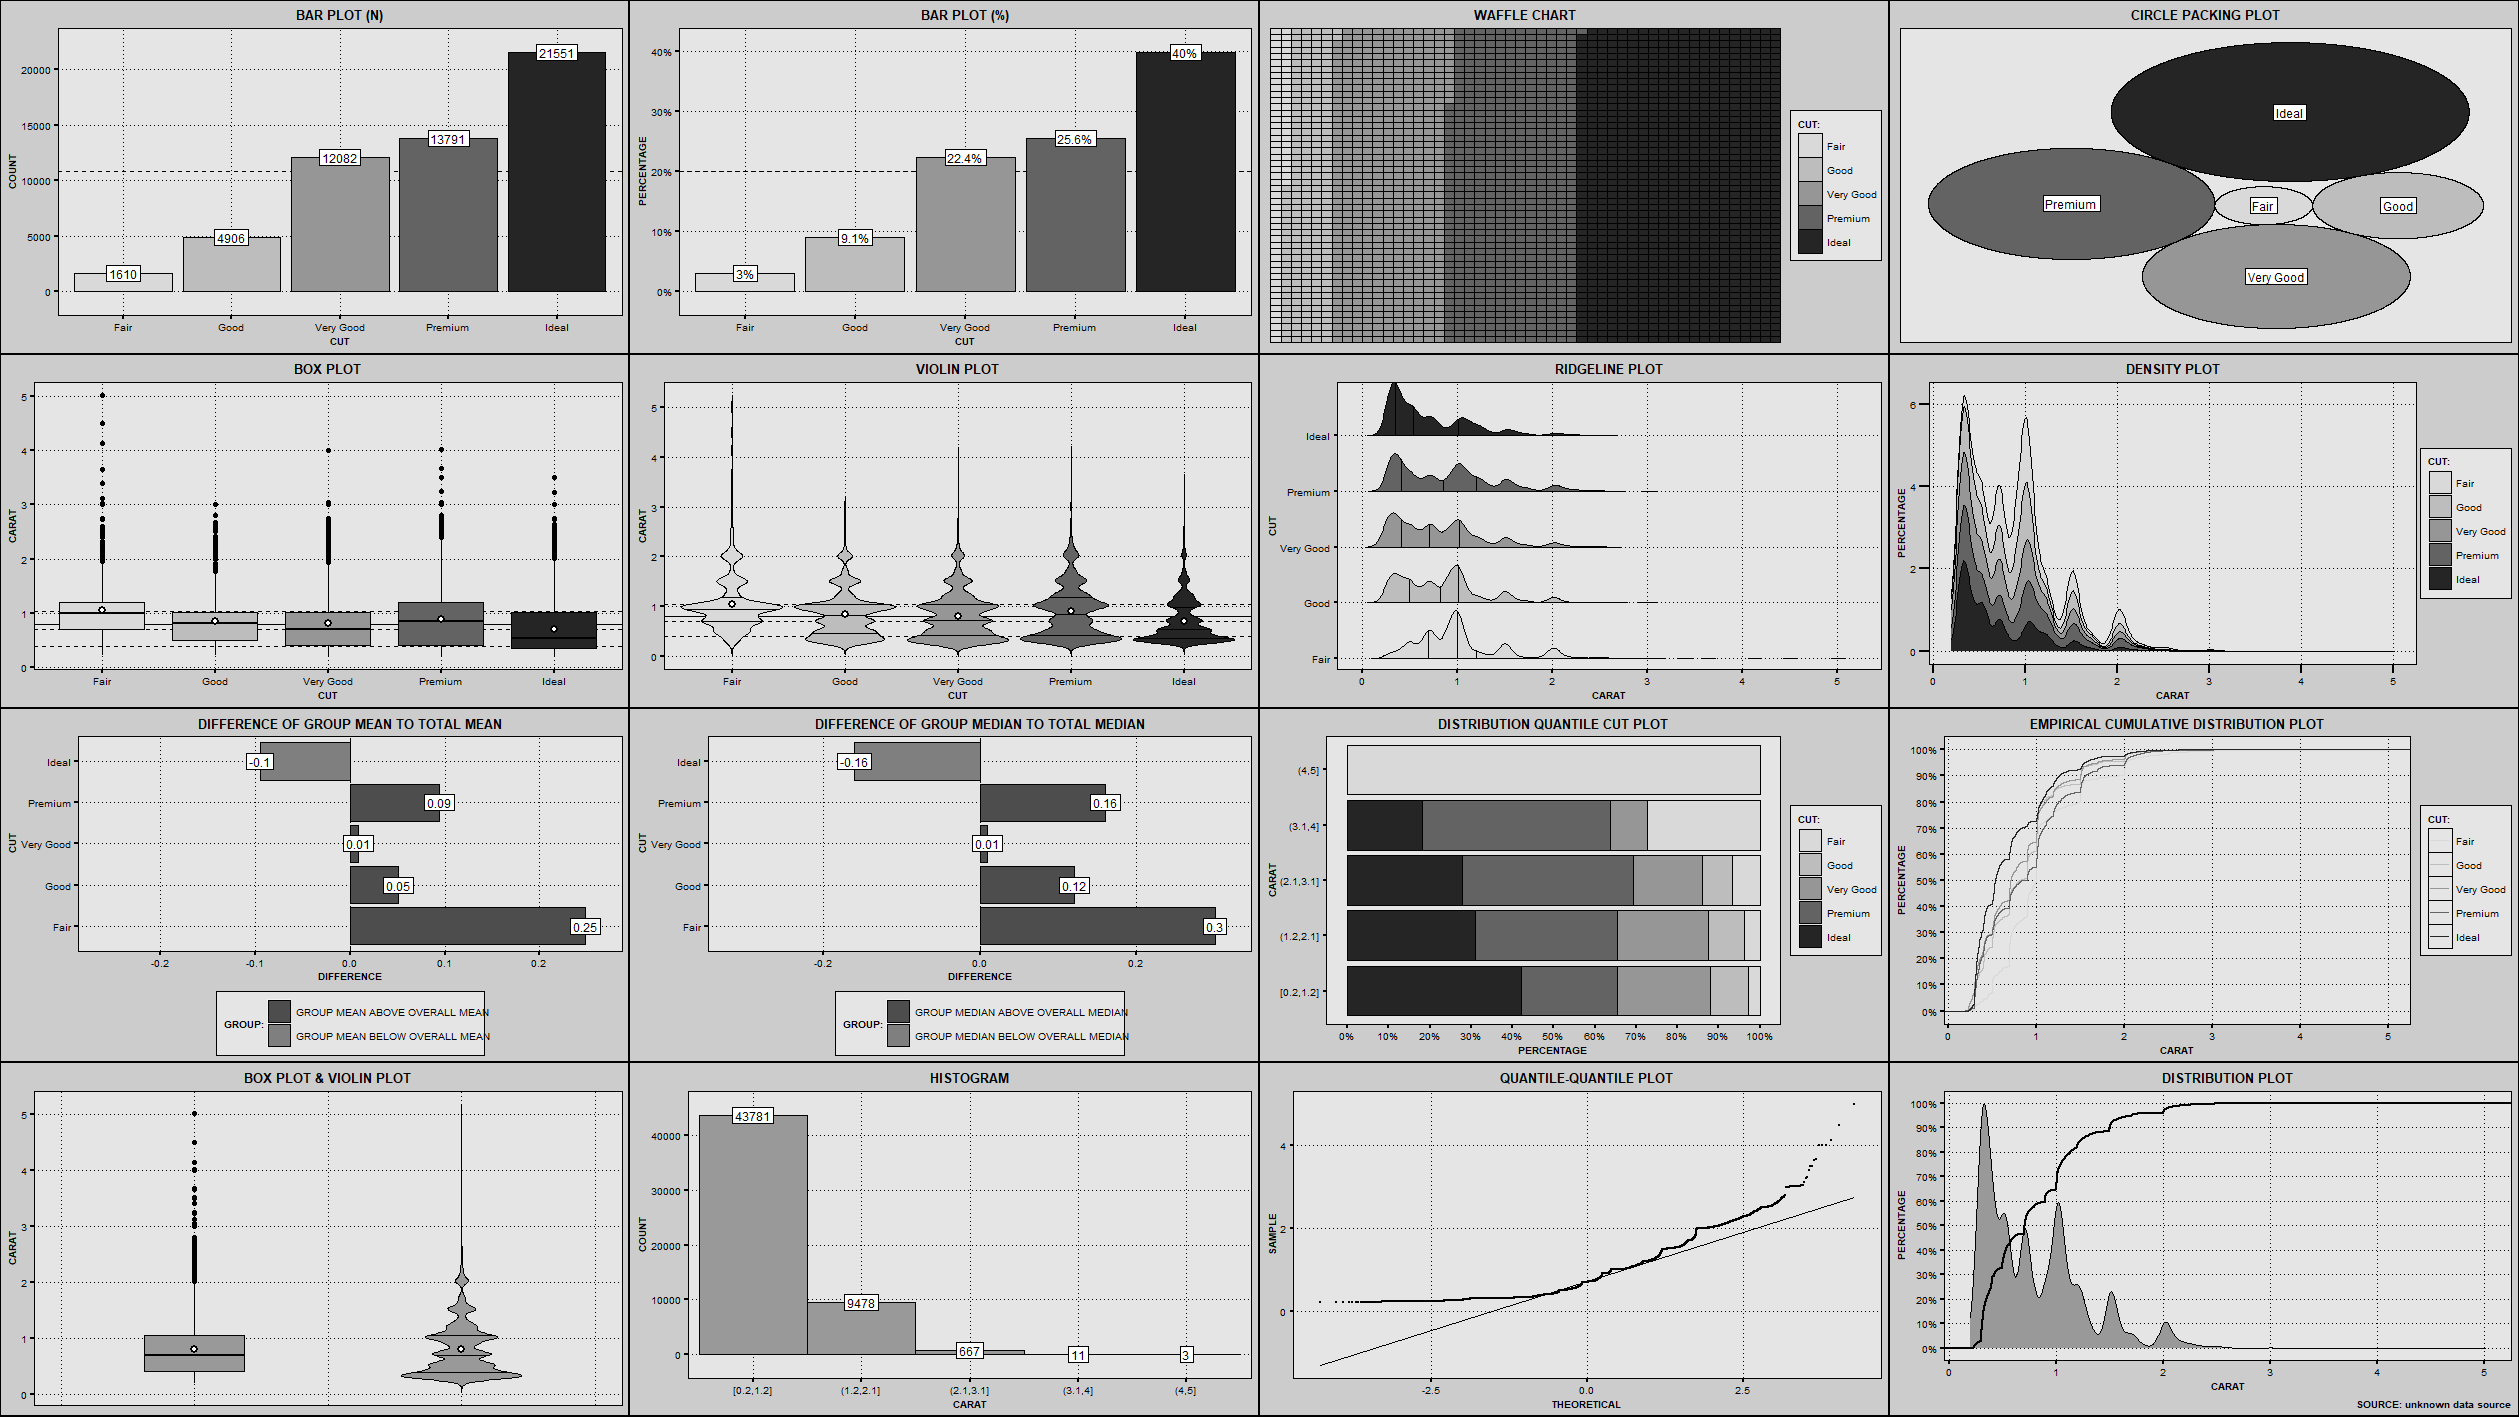 BAR PLOT (N)
COUNT
20000
15000
10000
5000
0
1610
4906
12082
13791
21551
Fair Good Very Good Premium Ideal
CUT
BAR PLOT (%)
PERCENTAGE
40%
30%
20%
10%
0%
3%
9.1%
22.4%
25.6%
40%
Fair Good Very Good Premium Ideal
CUT
WAFFLE CHART
CUT:
Fair
Good
Very Good
Premium
Ideal
CIRCLE PACKING PLOT
Ideal
Premium
Fair
Good
Very Good
BOX PLOT
CARAT
5
4
3
2
1
0
Fair Good Very Good Premium Ideal
CUT
VIOLIN PLOT
CARAT
5
4
3
2
1
0
Fair Good Very Good Premium Ideal
CUT
RIDGELINE PLOT
CUT
Ideal
Premium
Very Good
Good
Fair
0 1 2 3 4 5
CARAT
DENSITY PLOT
PERCENTAGE
6
4
2
0
0 1 2 3 4 5
CARAT
CUT:
Fair
Good
Very Good
Premium
Ideal
DIFFERENCE OF GROUP MEAN TO TOTAL MEAN
CUT
Ideal
Premium
Very Good
Good
Fair
-0.1
0.09
0.01
0.05
0.25
-0.2 -0.1 0.0 0.1 0.2
DIFFERENCE
GROUP:
GROUP MEAN ABOVE OVERALL MEAN
GROUP MEAN BELOW OVERALL MEAN
DIFFERENCE OF GROUP MEDIAN TO TOTAL MEDIAN
CUT
Ideal
Premium
Very Good
Good
Fair
-0.16
0.16
0.01
0.12
0.3
-0.2 0.0 0.2
DIFFERENCE
GROUP:
GROUP MEDIAN ABOVE OVERALL MEDIAN
GROUP MEDIAN BELOW OVERALL MEDIAN
DISTRIBUTION QUANTILE CUT PLOT
CARAT
(4,5]
(3.1,4]
(2.1,3.1]
(1.2,2.1]
[0.2,1.2]
0% 10% 20% 30% 40% 50% 60% 70% 80% 90% 100%
PERCENTAGE
CUT:
Fair
Good
Very Good
Premium
Ideal
EMPIRICAL CUMULATIVE DISTRIBUTION PLOT
PERCENTAGE
100%
90%
80%
70%
60%
50%
40%
30%
20%
10%
0%
0 1 2 3 4 5
CARAT
CUT:
Fair
Good
Very Good
Premium
Ideal
BOX PLOT & VIOLIN PLOT
CARAT
5
4
3
2
1
0
HISTOGRAM
COUNT
40000
30000
20000
10000
0
43781
9478
667
11
3
[0.2,1.2] (1.2,2.1] (2.1,3.1] (3.1,4] (4,5]
CARAT
QUANTILE-QUANTILE PLOT
SAMPLE
4
2
0
-2.5 0.0 2.5
THEORETICAL
DISTRIBUTION PLOT
PERCENTAGE
100%
90%
80%
70%
60%
50%
40%
30%
20%
10%
0%
0 1 2 3 4 5
CARAT
SOURCE: unknown data source